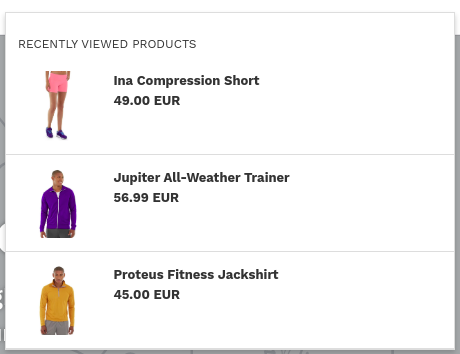 RECENTLY VIEWED PRODUCTS
Ina Compression Short
49.00 EUR
Jupiter All-Weather Trainer
56.99 EUR
Proteus Fitness Jackshirt
45.00 EUR